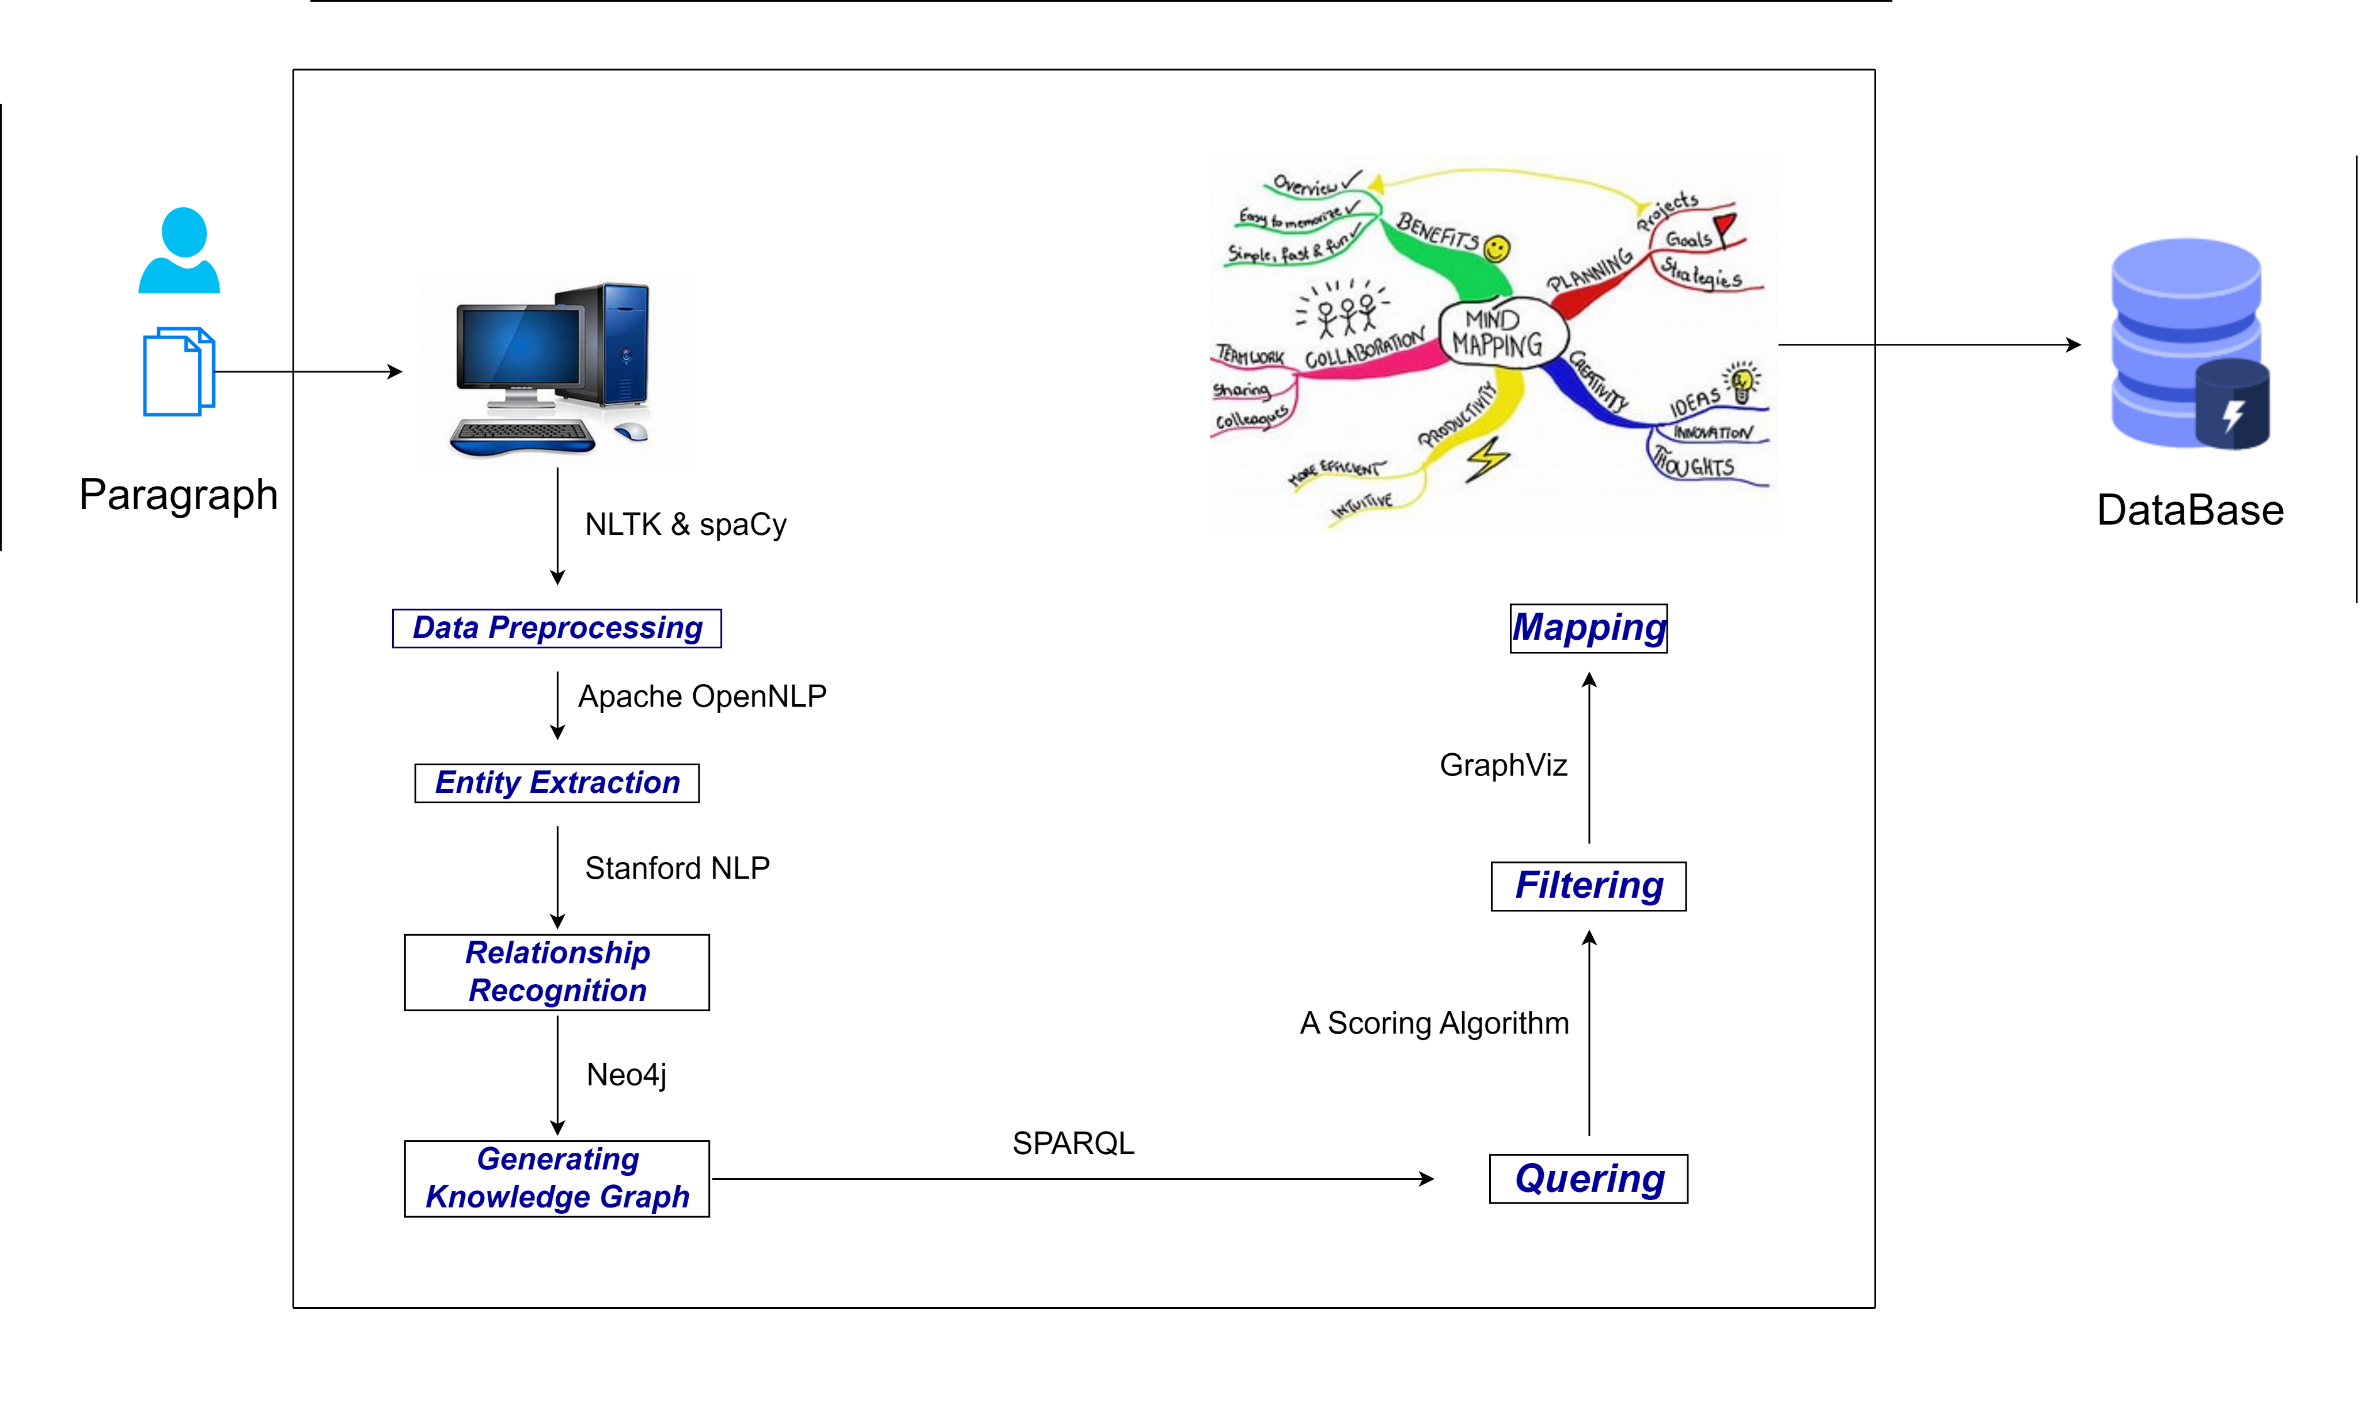 Paragraph
NLTK & spaCy
Data Preprocessing
Apache OpenNLP
Entity Extraction
Stanford NLP
Relationship
Recognition
Neo4j
Generating
Knowledge Graph
SPARQL
Quering
A Scoring Algorithm
Filtering
GraphViz
Mapping
MIND
MAPPING
BENEFITS
Overview
Easy to memorize
Simple, fast & fun
PLANNING
Projects
Goals
Strategies
COLLABORATION
TEAMWORK
Sharing
Colleagues
PRODUCTIVITY
MORE EFFICIENT
INTUITIVE
CREATIVITY
IDEAS
INNOVATION
THOUGHTS
DataBase